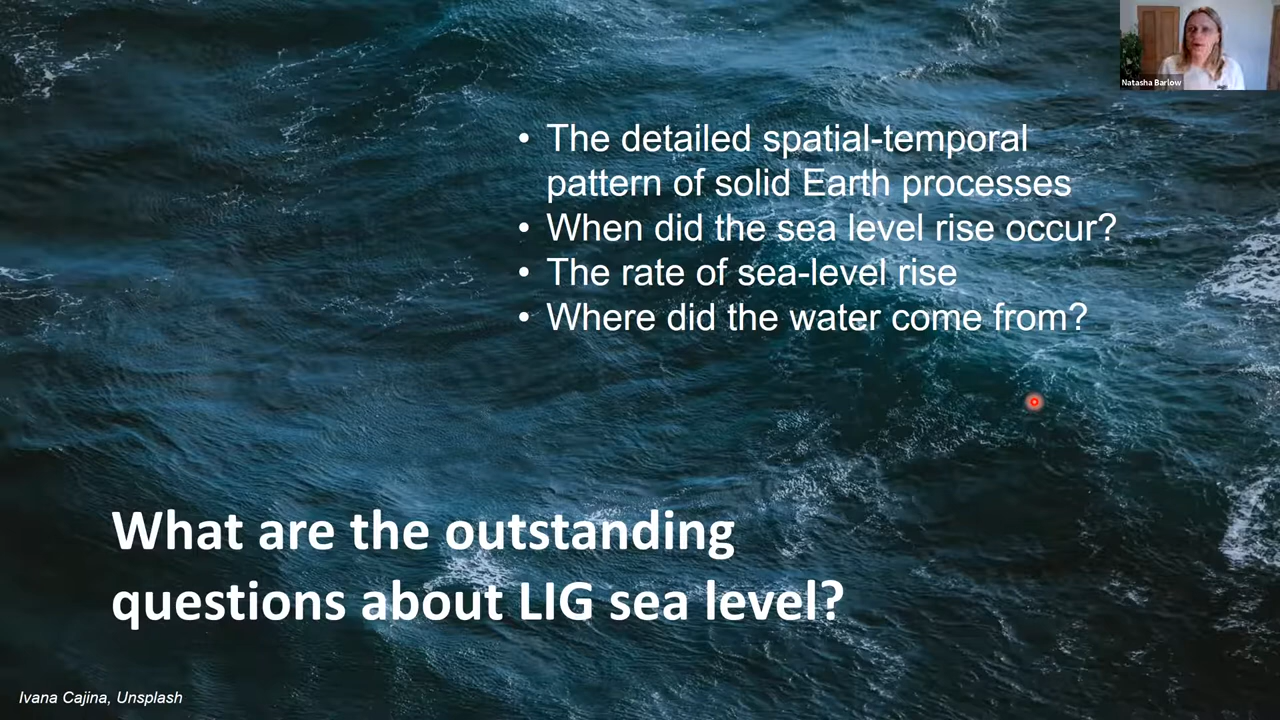 Natasha Barlow
• The detailed spatial-temporal
pattern of solid Earth processes
• When did the sea level rise occur?
• The rate of sea-level rise
• Where did the water come from?
What are the outstanding
questions about LIG sea level?
Ivana Cajina, Unsplash